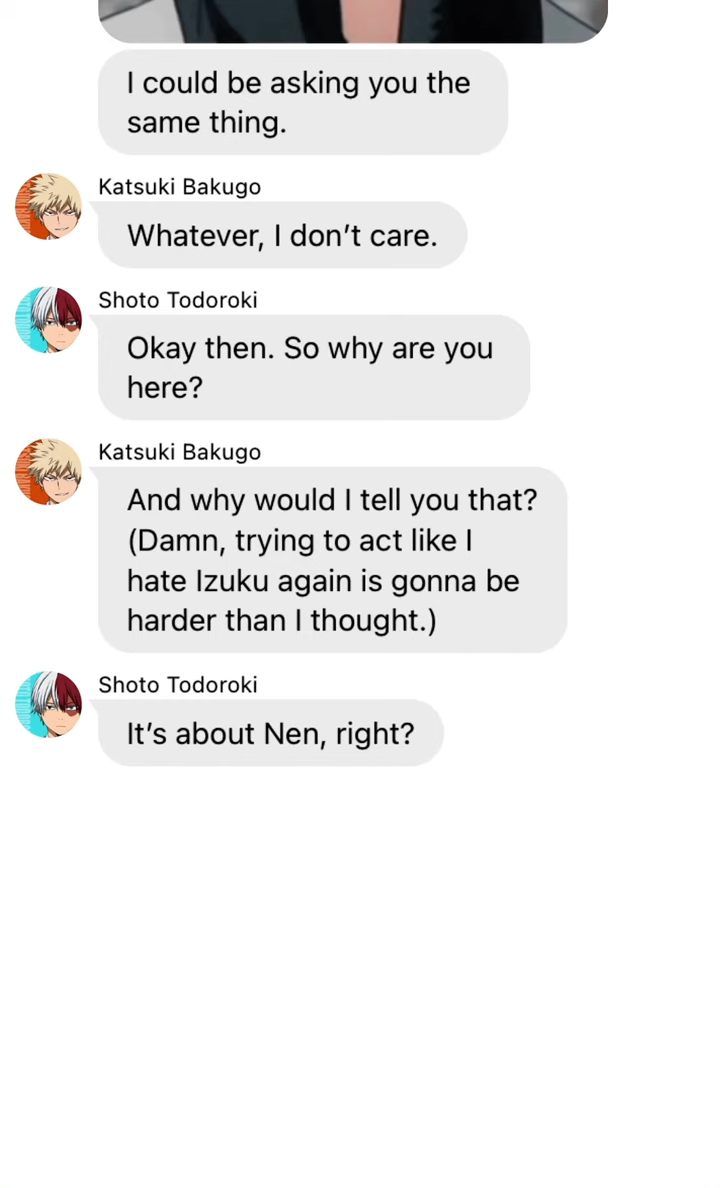 I could be asking you the
same thing.
Katsuki Bakugo
Whatever, I don’t care.
Shoto Todoroki
Okay then. So why are you
here?
Katsuki Bakugo
And why would I tell you that?
(Damn, trying to act like I
hate Izuku again is gonna be
harder than I thought.)
Shoto Todoroki
It’s about Nen, right?